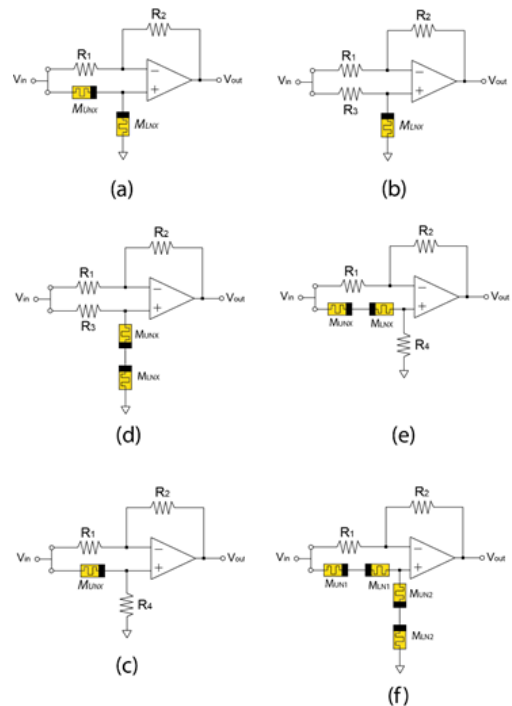 R2
R1
Vin
MUNX
−
+
Vout
MLNX
(a)
R2
R1
Vin
R3
−
+
Vout
MLNX
(b)
R2
R1
Vin
R3
−
+
Vout
MUNX
MLNX
(d)
R2
R1
Vin
MUNX MLNX
−
+
Vout
R4
(e)
R2
R1
Vin
MUNX
−
+
Vout
R4
(c)
R2
R1
Vin
MUN1 MLN1
−
+
Vout
MUN2
MLN2
(f)